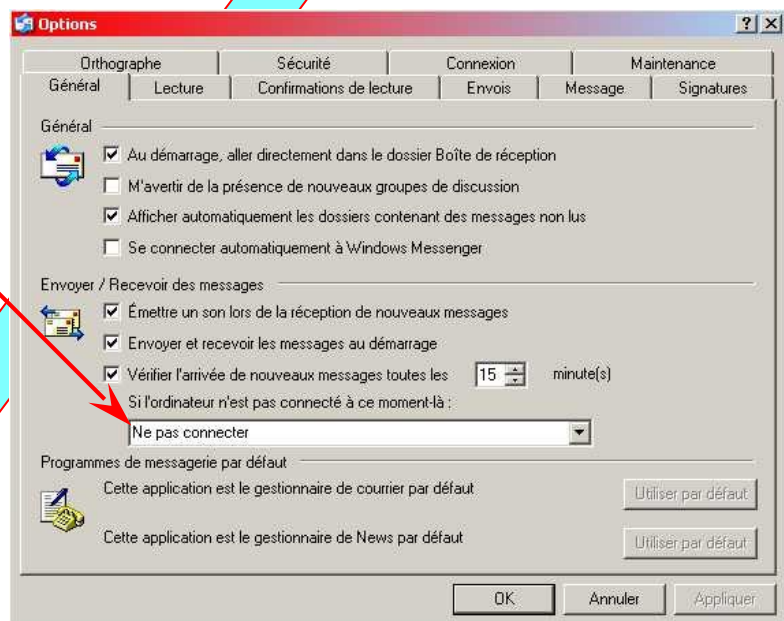 Options
Orthographe Sécurité Connexion Maintenance
Général Lecture Confirmations de lecture Envois Message Signatures
Général
Au démarrage, aller directement dans le dossier Boîte de réception
M'avertir de la présence de nouveaux groupes de discussion
Afficher automatiquement les dossiers contenant des messages non lus
Se connecter automatiquement à Windows Messenger
Envoyer / Recevoir des messages
Émettre un son lors de la réception de nouveaux messages
Envoyer et recevoir les messages au démarrage
Vérifier l'arrivée de nouveaux messages toutes les 15 minute(s)
Si l'ordinateur n'est pas connecté à ce moment-là :
Ne pas connecter
Programmes de messagerie par défaut
Cette application est le gestionnaire de courrier par défaut Utiliser par défaut
Cette application est le gestionnaire de News par défaut Utiliser par défaut
OK Annuler Appliquer